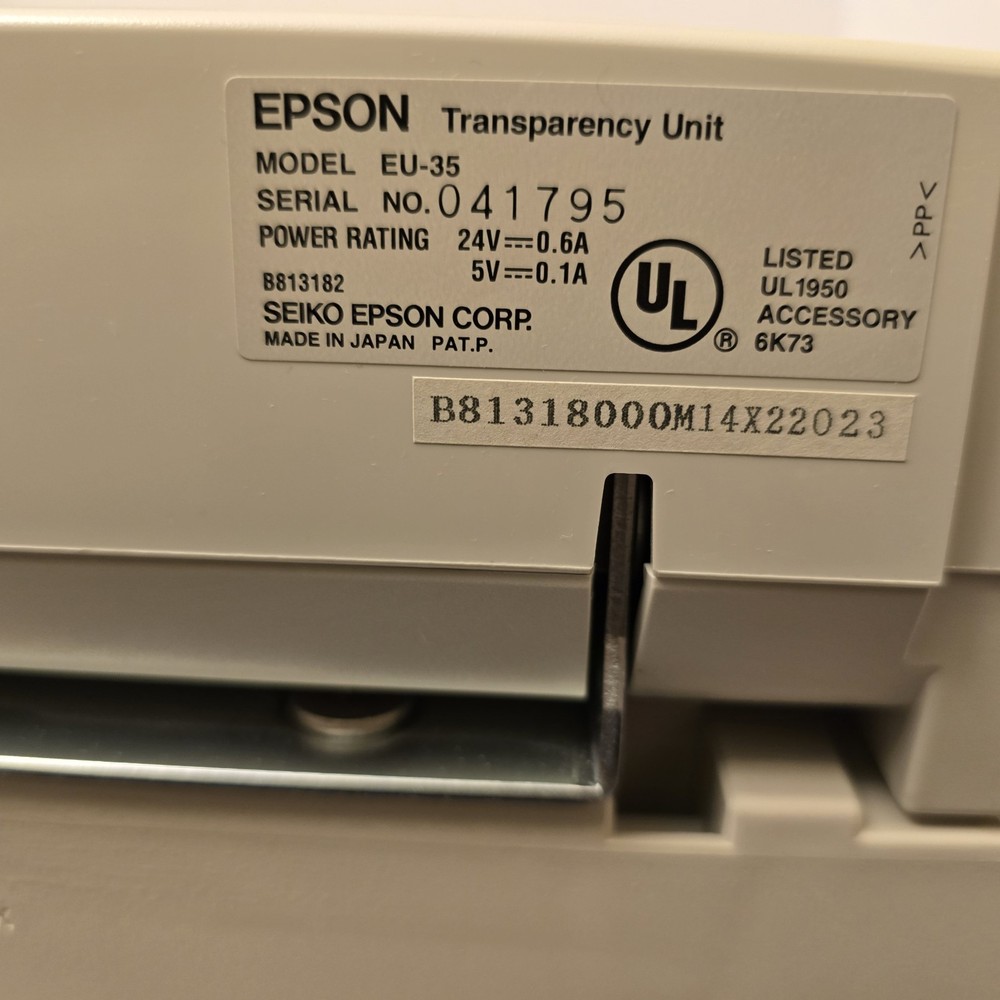 EPSON Transparency Unit
MODEL EU-35
SERIAL NO. 041795
POWER RATING 24V⎓0.6A
5V⎓0.1A
B813182
SEIKO EPSON CORP.
MADE IN JAPAN PAT.P.
UL ®
LISTED
UL1950
ACCESSORY
6K73
>PP<
B81318000M14X22023